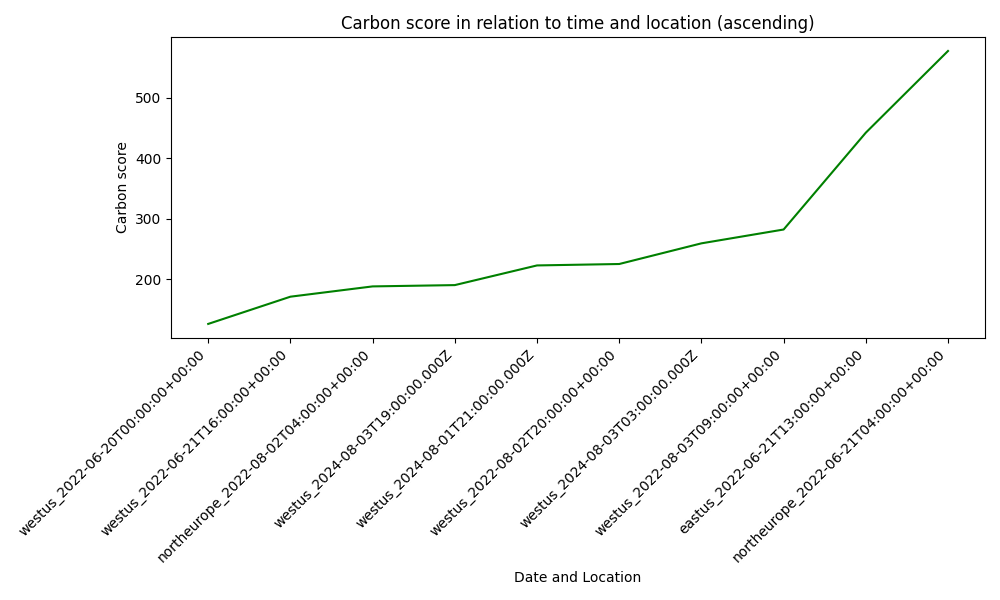 Carbon score in relation to time and location (ascending)
Carbon score
500
400
300
200
westus_2022-06-20T00:00:00+00:00
westus_2022-06-21T16:00:00+00:00
northeurope_2022-08-02T04:00:00+00:00
westus_2024-08-03T19:00:00.000Z
westus_2024-08-01T21:00:00.000Z
westus_2022-08-02T20:00:00+00:00
westus_2024-08-03T03:00:00.000Z
westus_2022-08-03T09:00:00+00:00
eastus_2022-06-21T13:00:00+00:00
northeurope_2022-06-21T04:00:00+00:00
Date and Location